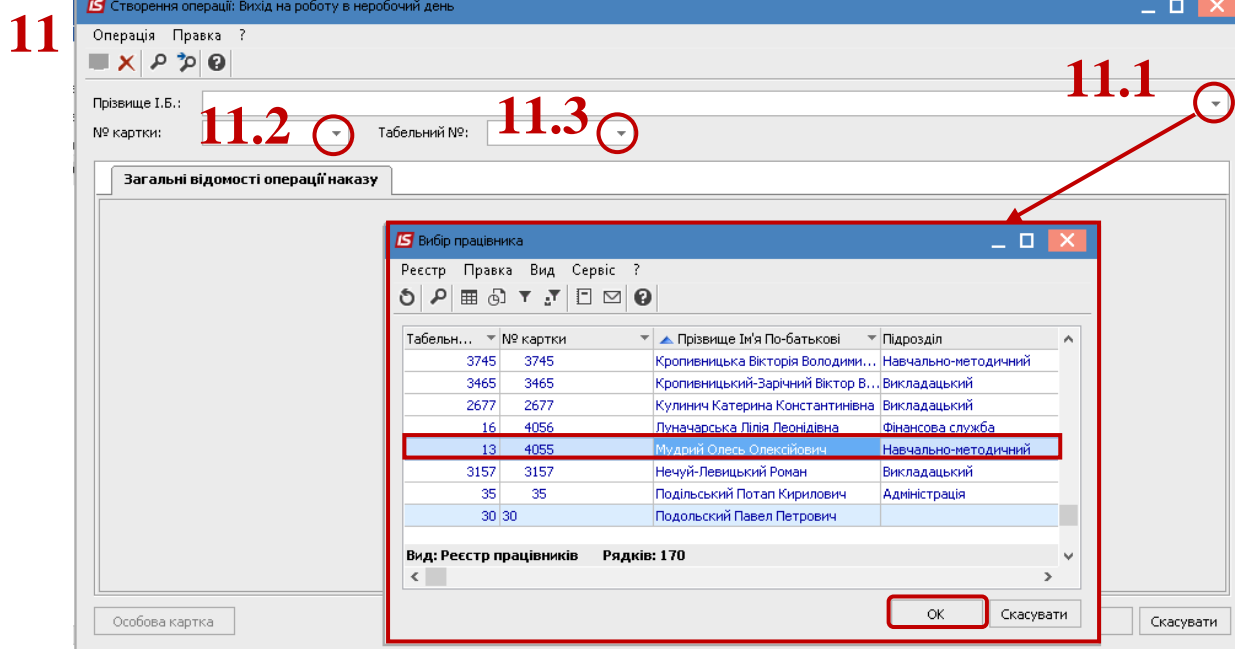 11
Створення операції: Вихід на роботу в неробочий день
Операція Правка ?
11.1
Прізвище І.Б.:
№ картки: 11.2 Табельний №: 11.3
Загальні відомості операції наказу
Вибір працівника
Реєстр Правка Вид Сервіс ?
Табельн... № картки Прізвище Ім'я По-батькові Підрозділ
3745 3745 Кропивницька Вікторія Володими... Навчально-методичний
3465 3465 Кропивницький-Зарічний Віктор В... Викладацький
2677 2677 Кулинич Катерина Константинівна Викладацький
16 4056 Луначарська Лілія Леонідівна Фінансова служба
13 4055 Мудрий Олесь Олексійович Навчально-методичний
3157 3157 Нечуй-Левицький Роман Викладацький
35 35 Подільський Потап Кирилович Адміністрація
30 30 Подольский Павел Петрович
Вид: Реєстр працівників Рядків: 170
OK Скасувати
Особова картка Скасувати